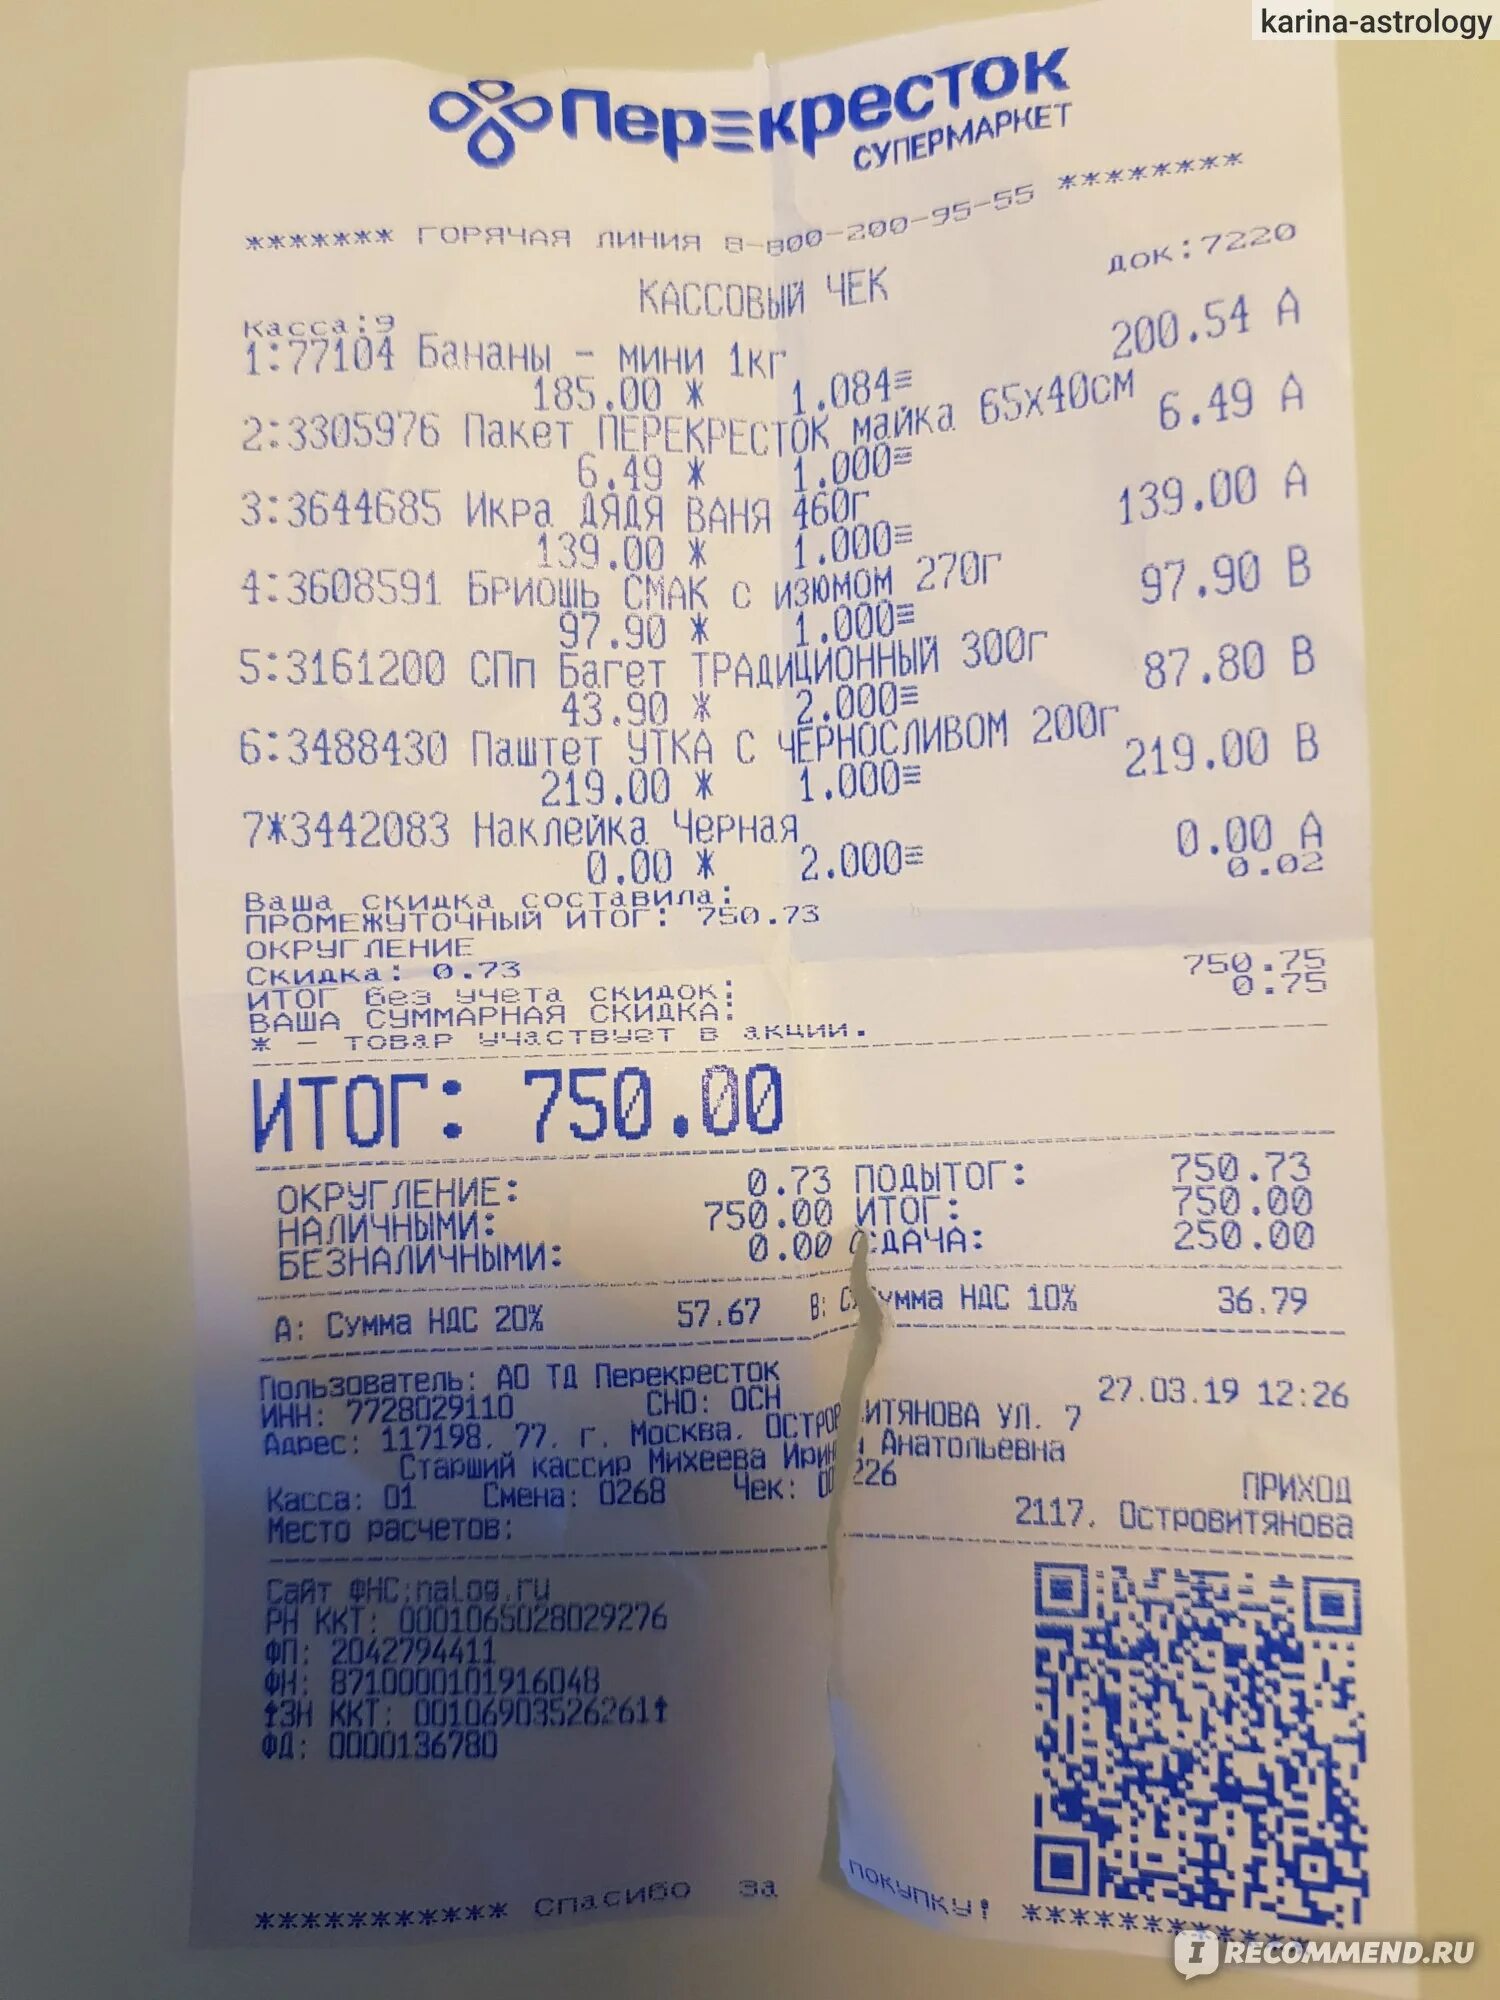 karina-astrology
Перекресток
СУПЕРМАРКЕТ
******* ГОРЯЧАЯ ЛИНИЯ 8-800-200-95-55 ********
КАССОВЫЙ ЧЕК
док:7220
Касса:9
1:77104 Бананы - мини 1кг
185.00 * 1.084≡ 200.54 А
2:3305976 Пакет ПЕРЕКРЕСТОК майка 65х40см
6.49 * 1.000≡ 6.49 А
3:3644685 Икра ДЯДЯ ВАНЯ 460г
139.00 * 1.000≡ 139.00 А
4:3608591 Бриошь СМАК с изюмом 270г
97.90 * 1.000≡ 97.90 В
5:3161200 СПп Багет ТРАДИЦИОННЫЙ 300г
43.90 * 2.000≡ 87.80 В
6:3488430 Паштет УТКА С ЧЕРНОСЛИВОМ 200г
219.00 * 1.000≡ 219.00 В
7*3442083 Наклейка Черная
0.00 * 2.000≡ 0.00 А
Ваша скидка составила: 0.02
ПРОМЕЖУТОЧНЫЙ ИТОГ: 750.73
ОКРУГЛЕНИЕ
Скидка: 0.73
ИТОГ без учета скидок: 750.75
ВАША СУММАРНАЯ СКИДКА: 0.75
* - товар участвует в акции.
ИТОГ: 750.00
ОКРУГЛЕНИЕ: 0.73 ПОДЫТОГ: 750.73
НАЛИЧНЫМИ: 750.00 ИТОГ: 750.00
БЕЗНАЛИЧНЫМИ: 0.00 СДАЧА: 250.00
А: Сумма НДС 20% 57.67 В: Сумма НДС 10% 36.79
Пользователь: АО ТД Перекресток
ИНН: 7728029110 СНО: ОСН 27.03.19 12:26
Адрес: 117198, 77, г. Москва, ОСТРОВИТЯНОВА УЛ. 7
Старший кассир Михеева Ирина Анатольевна
Касса: 01 Смена: 0268 Чек: 226 ПРИХОД
Место расчетов: 2117, Островитянова
Сайт ФНС:nalog.ru
РН ККТ: 0001065028029276
ФП: 2042794411
ФН: 8710000101916048
ЗН ККТ: 00106903526261
ФД: 0000136780
*********** Спасибо за покупку! ************
IRECOMMEND.RU